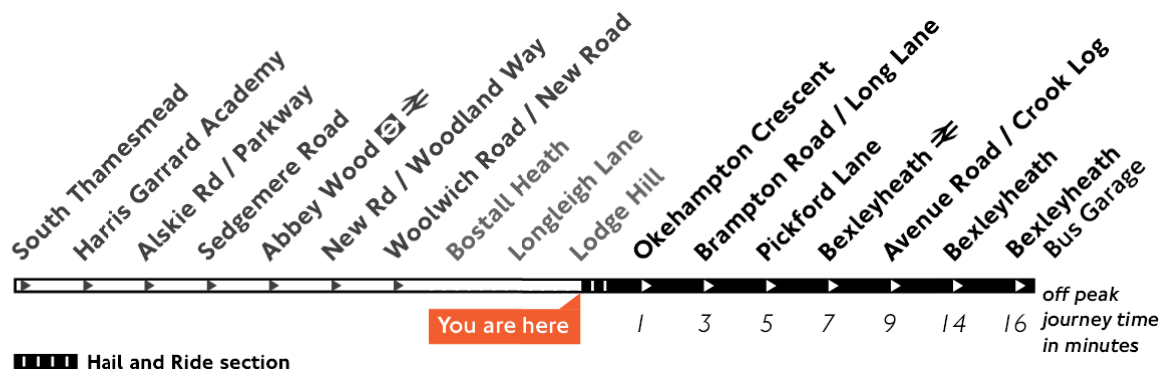 South Thamesmead
Harris Garrard Academy
Alskie Rd / Parkway
Sedgemere Road
Abbey Wood
New Rd / Woodland Way
Woolwich Road / New Road
Bostall Heath
Longleigh Lane
Lodge Hill
Okehampton Crescent
Brampton Road / Long Lane
Pickford Lane
Bexleyheath
Avenue Road / Crook Log
Bexleyheath
Bexleyheath
Bus Garage
You are here
1 3 5 7 9 14 16
off peak
journey time
in minutes
Hail and Ride section